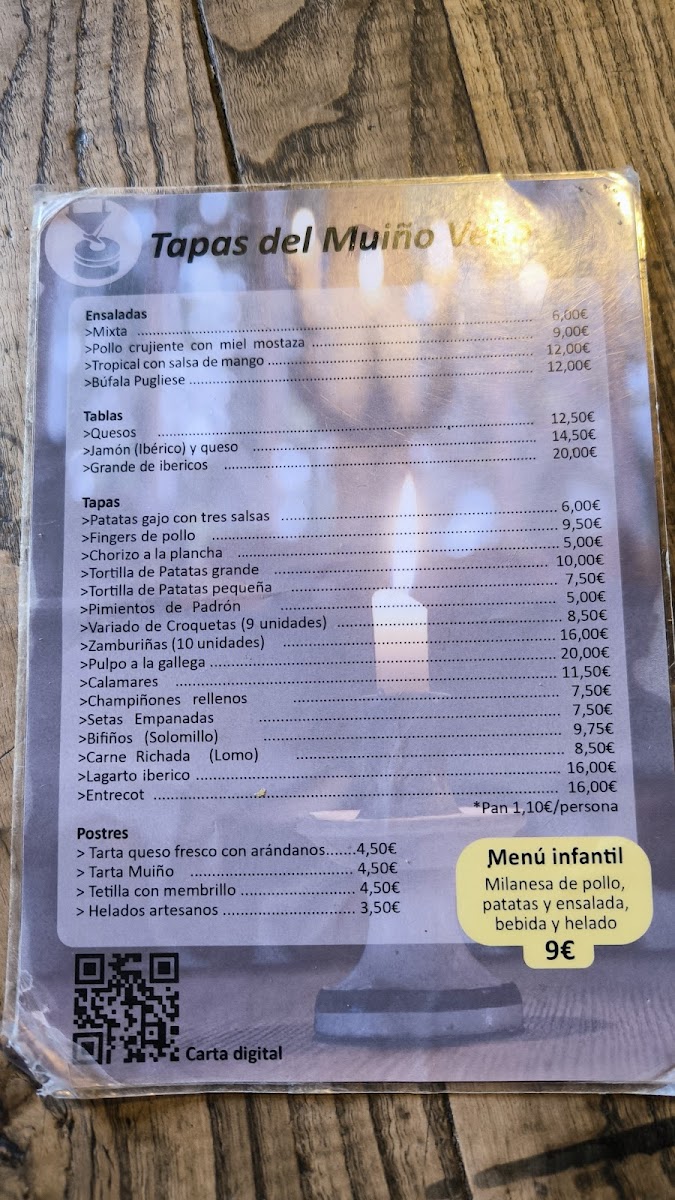 Tapas del Muiño
Ensaladas
>Mixta 6,00€
>Pollo crujiente con miel mostaza 9,00€
>Tropical con salsa de mango 12,00€
>Búfala Pugliese 12,00€
Tablas
>Quesos 12,50€
>Jamón (Ibérico) y queso 14,50€
>Grande de ibericos 20,00€
Tapas
>Patatas gajo con tres salsas 6,00€
>Fingers de pollo 9,50€
>Chorizo a la plancha 5,00€
>Tortilla de Patatas grande 10,00€
>Tortilla de Patatas pequeña 7,50€
>Pimientos de Padrón 5,00€
>Variado de Croquetas (9 unidades) 8,50€
>Zamburiñas (10 unidades) 16,00€
>Pulpo a la gallega 20,00€
>Calamares 11,50€
>Champiñones rellenos 7,50€
>Setas Empanadas 7,50€
>Bifiños (Solomillo) 9,75€
>Carne Richada (Lomo) 8,50€
>Lagarto iberico 16,00€
>Entrecot 16,00€
*Pan 1,10€/persona
Postres
> Tarta queso fresco con arándanos.......4,50€
> Tarta Muiño 4,50€
> Tetilla con membrillo 4,50€
> Helados artesanos 3,50€
Menú infantil
Milanesa de pollo,
patatas y ensalada,
bebida y helado
9€
Carta digital